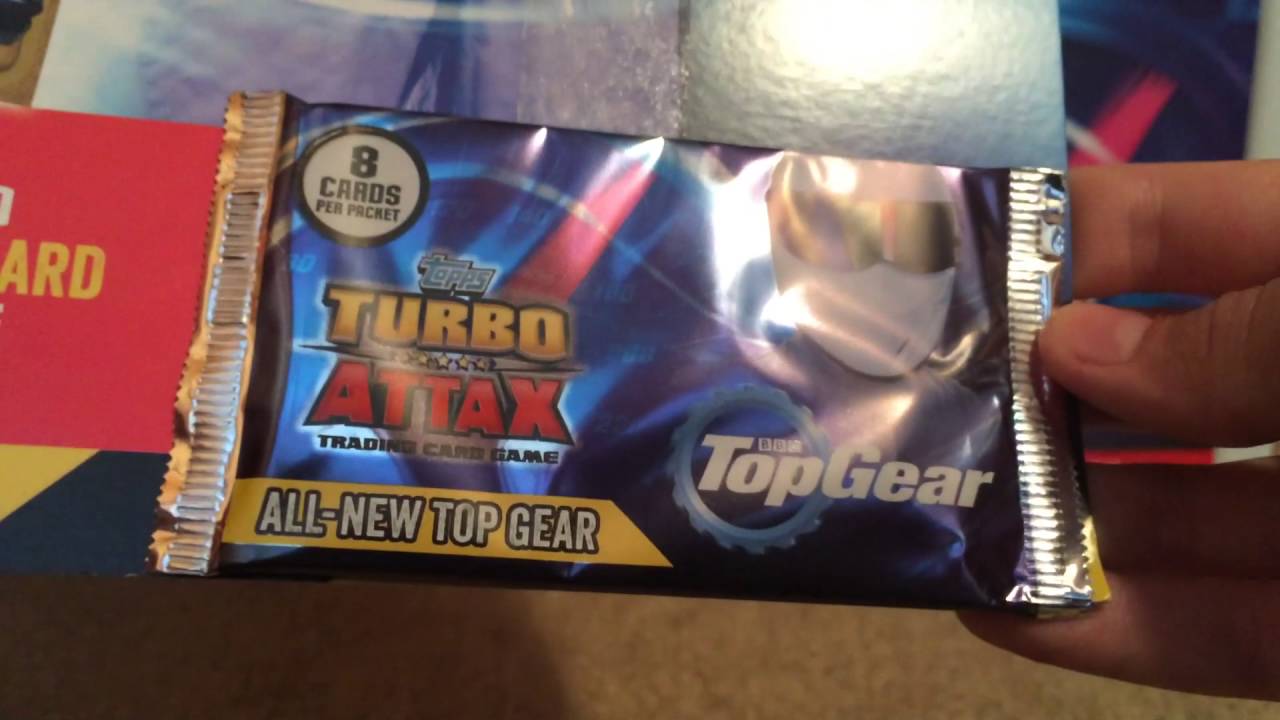 8
CARDS
PER PACKET
Topps
TURBO
ATTAX
TRADING CARD GAME
ALL-NEW TOP GEAR
BBC
TopGear
ARD